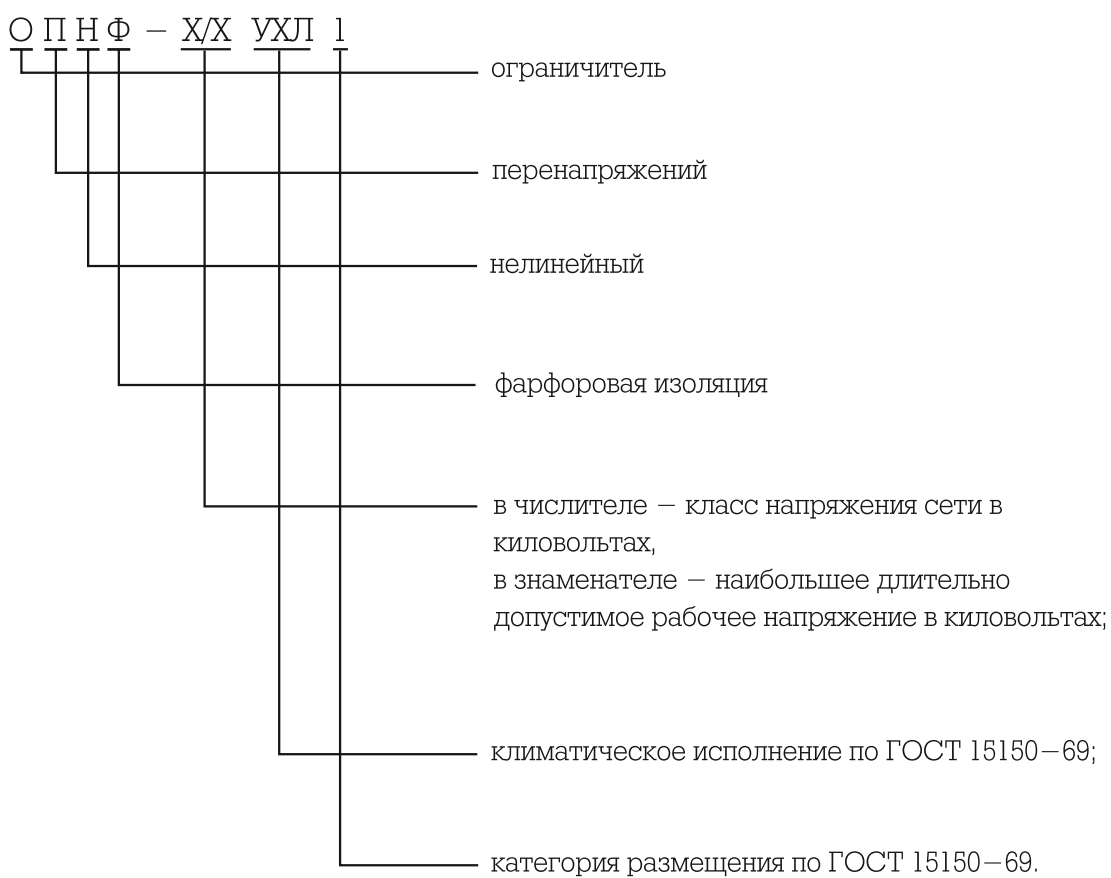 О П Н Ф – Х/Х УХЛ 1
ограничитель
перенапряжений
нелинейный
фарфоровая изоляция
в числителе – класс напряжения сети в
киловольтах,
в знаменателе – наибольшее длительно
допустимое рабочее напряжение в киловольтах;
климатическое исполнение по ГОСТ 15150–69;
категория размещения по ГОСТ 15150–69.